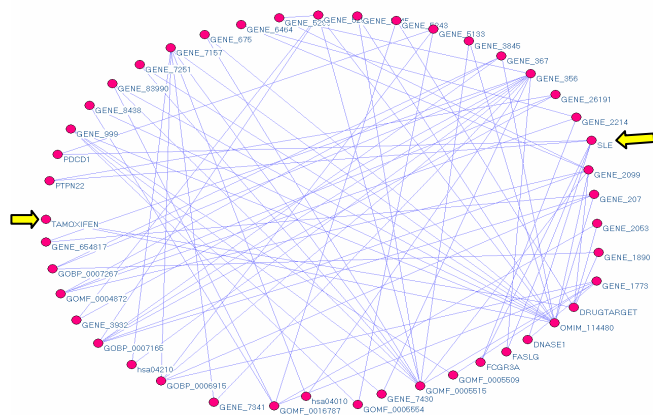 GENE_6464
GENE_5133
GENE_675
GENE_3845
GENE_7157
GENE_367
GENE_7251
GENE_356
GENE_83990
GENE_26191
GENE_8438
GENE_2214
GENE_999
SLE
PDCD1
GENE_2099
PTPN22
GENE_207
TAMOXIFEN
GENE_2053
GENE_654817
GENE_1890
GOBP_0007267
GENE_1773
GOMF_0004872
DRUGTARGET
GENE_3932
OMIM_114480
GOBP_0007165
DNASE1
hsa04210
FASLG
GOBP_0006915
FCGR3A
GOMF_0005509
GENE_7341
GOMF_0005515
hsa04010
GENE_7430
GOMF_0016787
GOMF_0005554